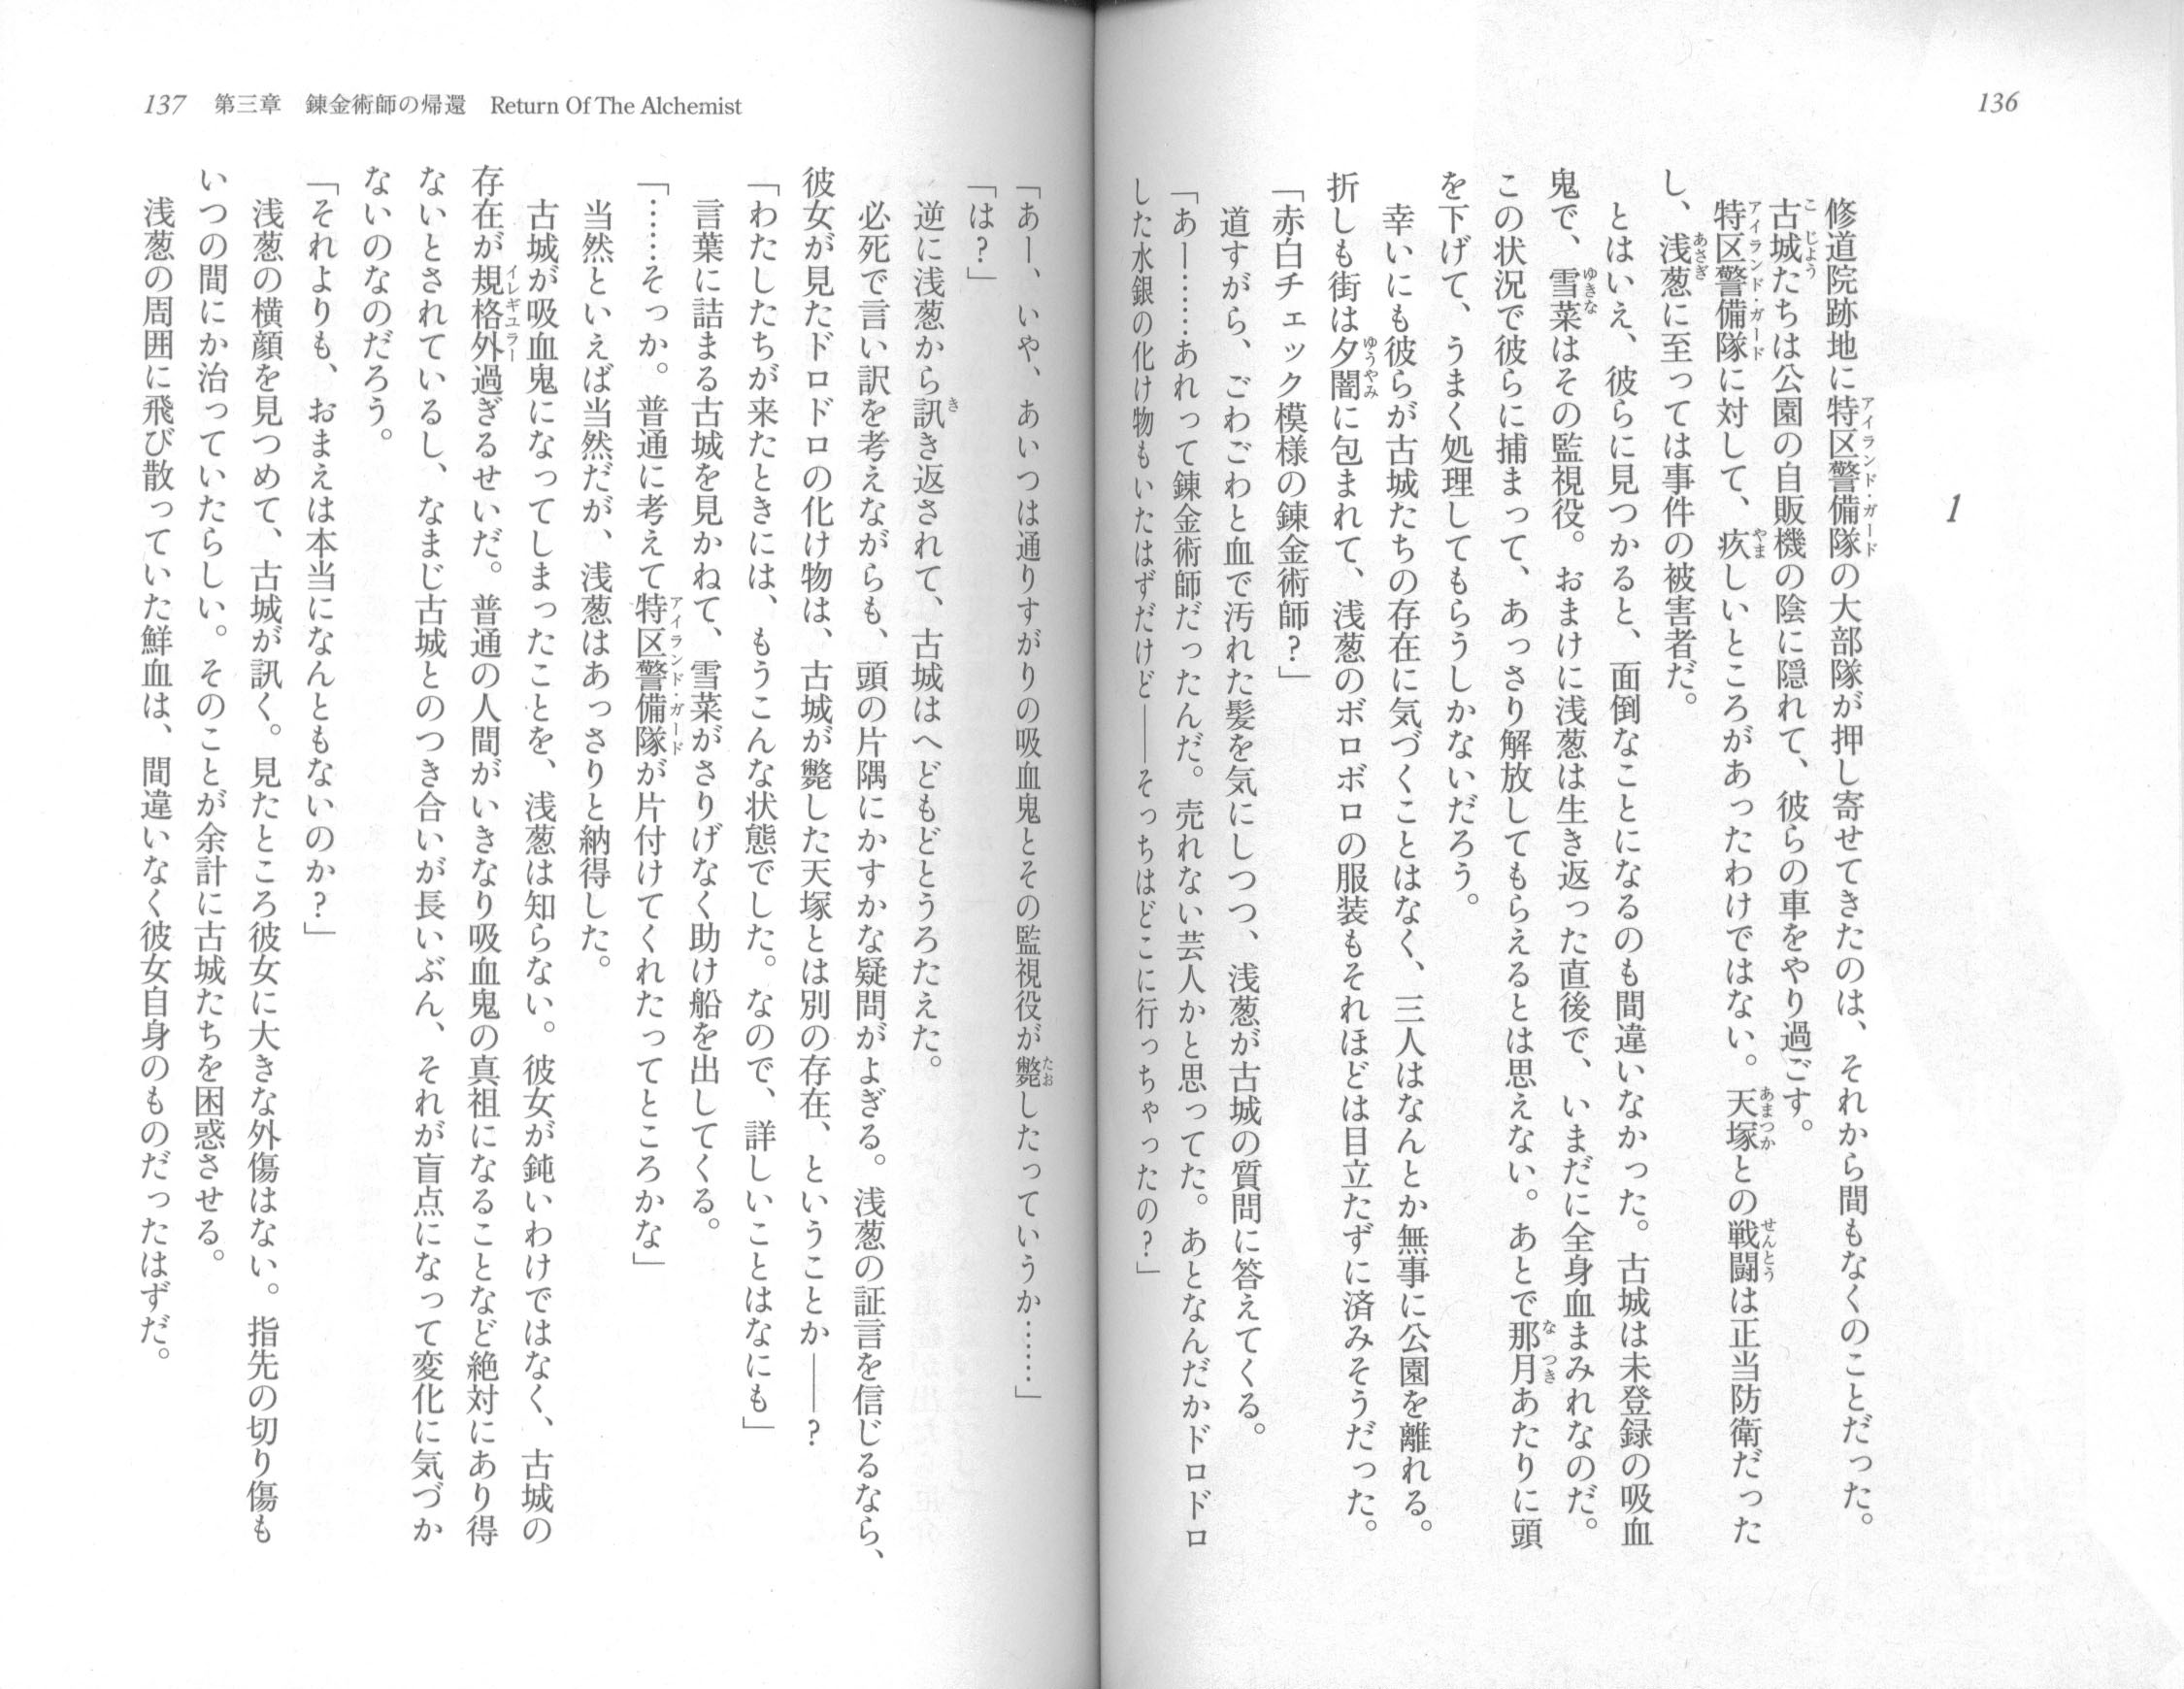 136
1
修道院跡地に特区警備隊の大部隊が押し寄せてきたのは、それから間もなくのことだった。
古城たちは公園の自販機の陰に隠れて、彼らの車をやり過ごす。
特区警備隊に対して、疚しいところがあったわけではない。天塚との戦闘は正当防衛だった
し、浅葱に至っては事件の被害者だ。
とはいえ、彼らに見つかると、面倒なことになるのも間違いなかった。古城は未登録の吸血
鬼で、雪菜はその監視役。おまけに浅葱は生き返った直後で、いまだに全身血まみれなのだ。
この状況で彼らに捕まって、あっさり解放してもらえるとは思えない。あとで那月あたりに頭
を下げて、うまく処理してもらうしかないだろう。
幸いにも彼らが古城たちの存在に気づくことはなく、三人はなんとか無事に公園を離れる。
折しも街は夕闇に包まれて、浅葱のボロボロの服装もそれほどは目立たずに済みそうだった。
「赤白チェック模様の錬金術師?」
道すがら、ごわごわと血で汚れた髪を気にしつつ、浅葱が古城の質問に答えてくる。
「あー……あれって錬金術師だったんだ。売れない芸人かと思ってた。あとなんだかドロドロ
した水銀の化け物もいたはずだけど――そっちはどこに行っちゃったの?」
137 第三章 錬金術師の帰還 Return Of The Alchemist
「あー、いや、あいつは通りすがりの吸血鬼とその監視役が斃したっていうか……」
「は?」
逆に浅葱から訊き返されて、古城はへどもどとうろたえた。
必死で言い訳を考えながらも、頭の片隅にかすかな疑問がよぎる。浅葱の証言を信じるなら、
彼女が見たドロドロの化け物は、古城が斃した天塚とは別の存在、ということか――?
「わたしたちが来たときには、もうこんな状態でした。なので、詳しいことはなにも」
言葉に詰まる古城を見かねて、雪菜がさりげなく助け船を出してくる。
「……そっか。普通に考えて特区警備隊が片付けてくれたってところかな」
当然といえば当然だが、浅葱はあっさりと納得した。
古城が吸血鬼になってしまったことを、浅葱は知らない。彼女が鈍いわけではなく、古城の
存在が規格外過ぎるせいだ。普通の人間がいきなり吸血鬼の真祖になることなど絶対にあり得
ないとされているし、なまじ古城とのつき合いが長いぶん、それが盲点になって変化に気づか
ないのなのだろう。
「それよりも、おまえは本当になんともないのか?」
浅葱の横顔を見つめて、古城が訊く。見たところ彼女に大きな外傷はない。指先の切り傷も
いつの間にか治っていたらしい。そのことが余計に古城たちを困惑させる。
浅葱の周囲に飛び散っていた鮮血は、間違いなく彼女自身のものだったはずだ。